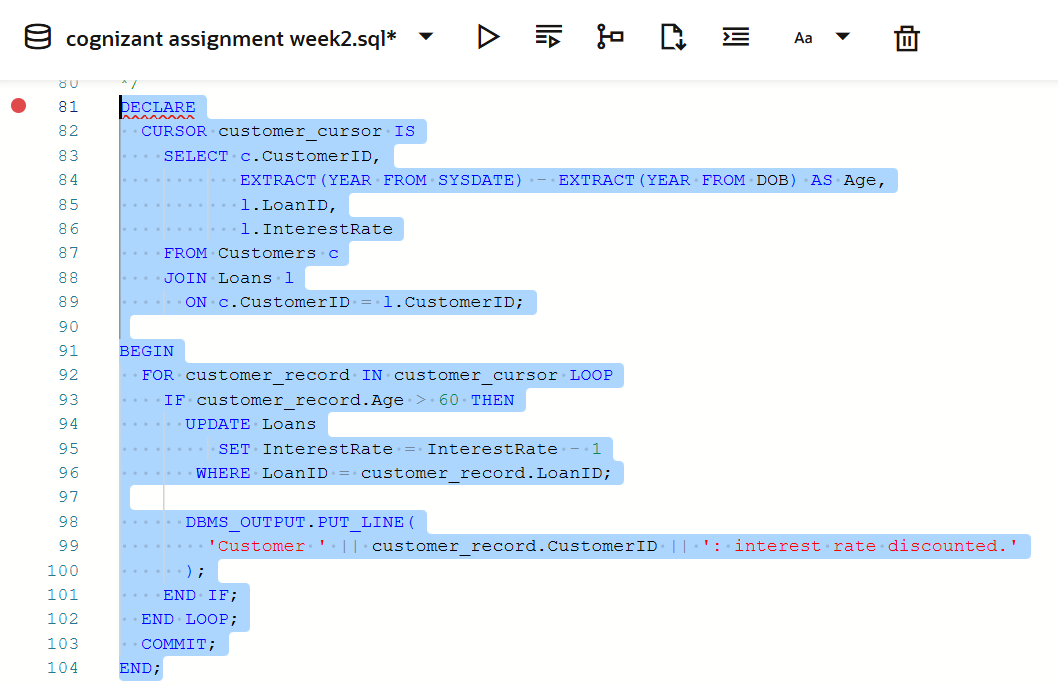 cognizant assignment week2.sql* Aa
80 */
81 DECLARE
82 CURSOR customer_cursor IS
83 SELECT c.CustomerID,
84 EXTRACT(YEAR FROM SYSDATE) - EXTRACT(YEAR FROM DOB) AS Age,
85 l.LoanID,
86 l.InterestRate
87 FROM Customers c
88 JOIN Loans l
89 ON c.CustomerID = l.CustomerID;
90
91 BEGIN
92 FOR customer_record IN customer_cursor LOOP
93 IF customer_record.Age > 60 THEN
94 UPDATE Loans
95 SET InterestRate = InterestRate - 1
96 WHERE LoanID = customer_record.LoanID;
97
98 DBMS_OUTPUT.PUT_LINE(
99 'Customer ' || customer_record.CustomerID || ': interest rate discounted.'
100 );
101 END IF;
102 END LOOP;
103 COMMIT;
104 END;